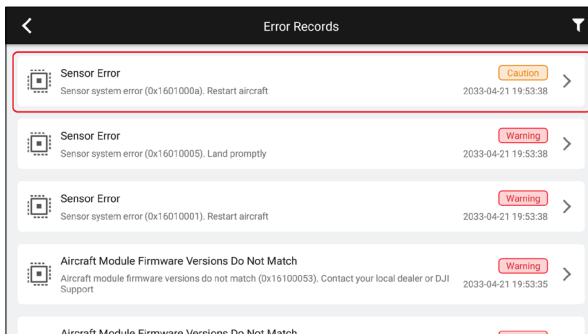 Error Records
Sensor Error
Caution
Sensor system error (0x1601000a). Restart aircraft
2033-04-21 19:53:38
Sensor Error
Warning
Sensor system error (0x16010005). Land promptly
2033-04-21 19:53:38
Sensor Error
Warning
Sensor system error (0x16010001). Restart aircraft
2033-04-21 19:53:38
Aircraft Module Firmware Versions Do Not Match
Warning
Aircraft module firmware versions do not match (0x16100053). Contact your local dealer or DJI
Support
2033-04-21 19:53:35
Aircraft Module Firmware Versions Do Not Match
Warning